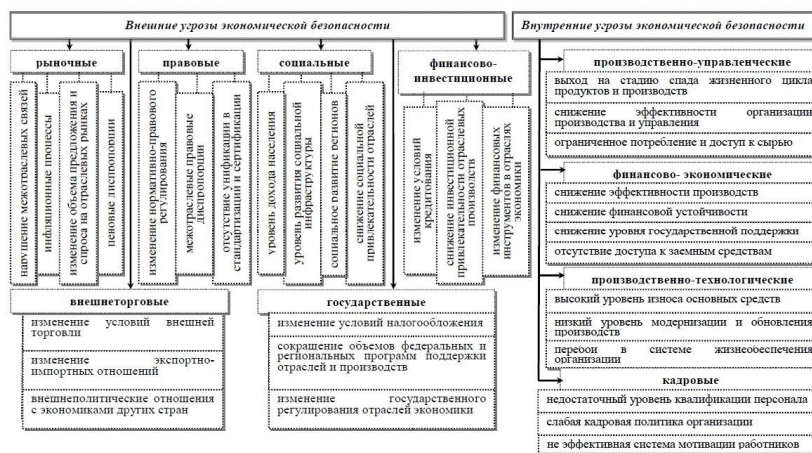 Внешние угрозы экономической безопасности
рыночные
нарушение межотраслевых связей
инфляционные процессы
изменение объема предложения и
спроса на отраслевых рынках
ценовые диспропорции
правовые
изменение нормативно-правового
регулирования
межотраслевые правовые
диспропорции
отсутствие унификации в
стандартизации и сертификации
социальные
уровень дохода населения
уровень развития социальной
инфраструктуры
социальное развитие регионов
снижение социальной
привлекательности отраслей
финансово-
инвестиционные
изменение условий
кредитования
снижение инвестиционной
привлекательности отраслевых
производств
изменение финансовых
инструментов в отраслях
экономики
внешнеторговые
изменение условий внешней
торговли
изменение экспортно-
импортных отношений
внешнеполитические отношения
с экономиками других стран
государственные
изменение условий налогообложения
сокращение объемов федеральных и
региональных программ поддержки
отраслей и производств
изменение государственного
регулирования отраслей экономики
Внутренние угрозы экономической безопасности
производственно-управленческие
выход на стадию спада жизненного цикла
продуктов и производств
снижение эффективности организации
производства и управления
ограниченное потребление и доступ к сырью
финансово- экономические
снижение эффективности производств
снижение финансовой устойчивости
снижение уровня государственной поддержки
отсутствие доступа к заемным средствам
производственно-технологические
высокий уровень износа основных средств
низкий уровень модернизации и обновления
производств
перебои в системе жизнеобеспечения
организации
кадровые
недостаточный уровень квалификации персонала
слабая кадровая политика организации
не эффективная система мотивации работников